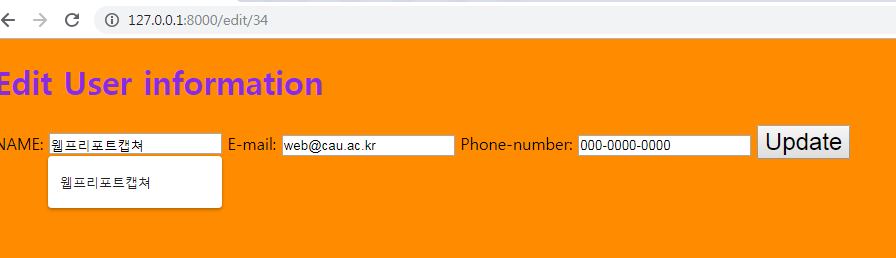 127.0.0.1:8000/edit/34
Edit User information
NAME: 웹프리포트캡쳐 E-mail: web@cau.ac.kr Phone-number: 000-0000-0000 Update
웹프리포트캡쳐